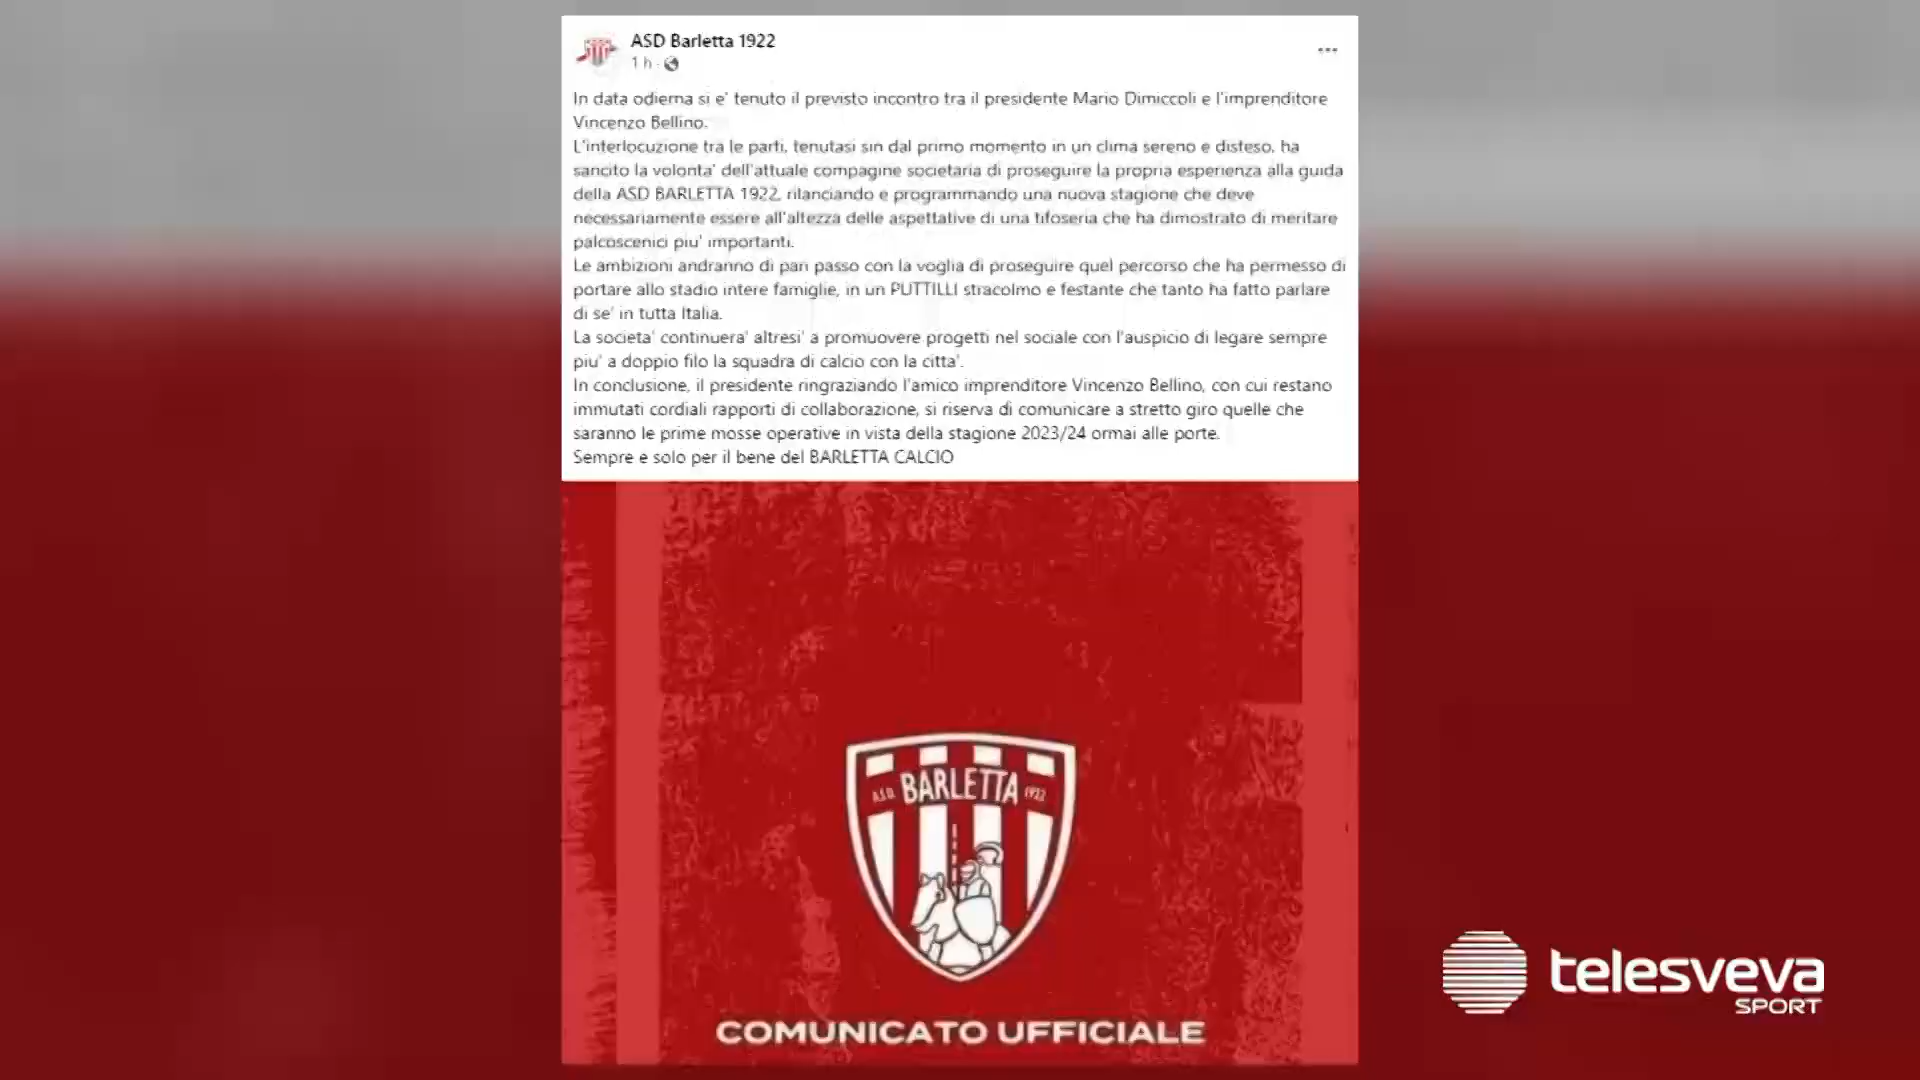 ASD Barletta 1922
1 h ·
In data odierna si e' tenuto il previsto incontro tra il presidente Mario Dimiccoli e l'imprenditore
Vincenzo Bellino.
L'interlocuzione tra le parti, tenutasi sin dal primo momento in un clima sereno e disteso, ha
sancito la volonta' dell'attuale compagine societaria di proseguire la propria esperienza alla guida
della ASD BARLETTA 1922, rilanciando e programmando una nuova stagione che deve
necessariamente essere all'altezza delle aspettative di una tifoseria che ha dimostrato di meritare
palcoscenici piu' importanti.
Le ambizioni andranno di pari passo con la voglia di proseguire quel percorso che ha permesso di
portare allo stadio intere famiglie, in un PUTTILLI stracolmo e festante che tanto ha fatto parlare
di se' in tutta Italia.
La societa' continuera' altresi' a promuovere progetti nel sociale con l'auspicio di legare sempre
piu' a doppio filo la squadra di calcio con la citta'.
In conclusione, il presidente ringraziando l'amico imprenditore Vincenzo Bellino, con cui restano
immutati cordiali rapporti di collaborazione, si riserva di comunicare a stretto giro quelle che
saranno le prime mosse operative in vista della stagione 2023/24 ormai alle porte.
Sempre e solo per il bene del BARLETTA CALCIO
A.S.D. BARLETTA 1922
COMUNICATO UFFICIALE
telesveva
SPORT